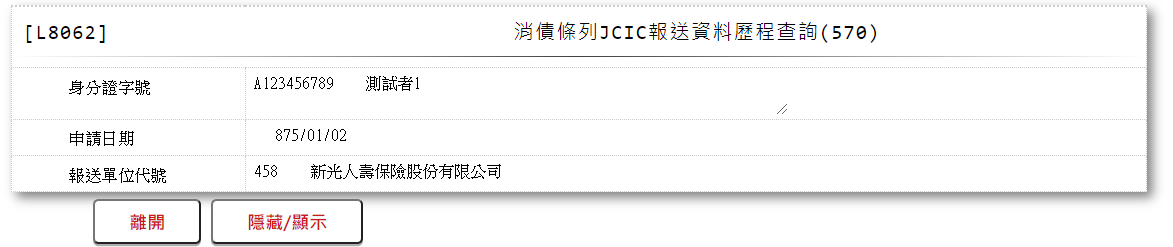 [L8062] 消債條列JCIC報送資料歷程查詢(570)
身分證字號 A123456789 測試者1
申請日期 875/01/02
報送單位代號 458 新光人壽保險股份有限公司
離開 隱藏/顯示